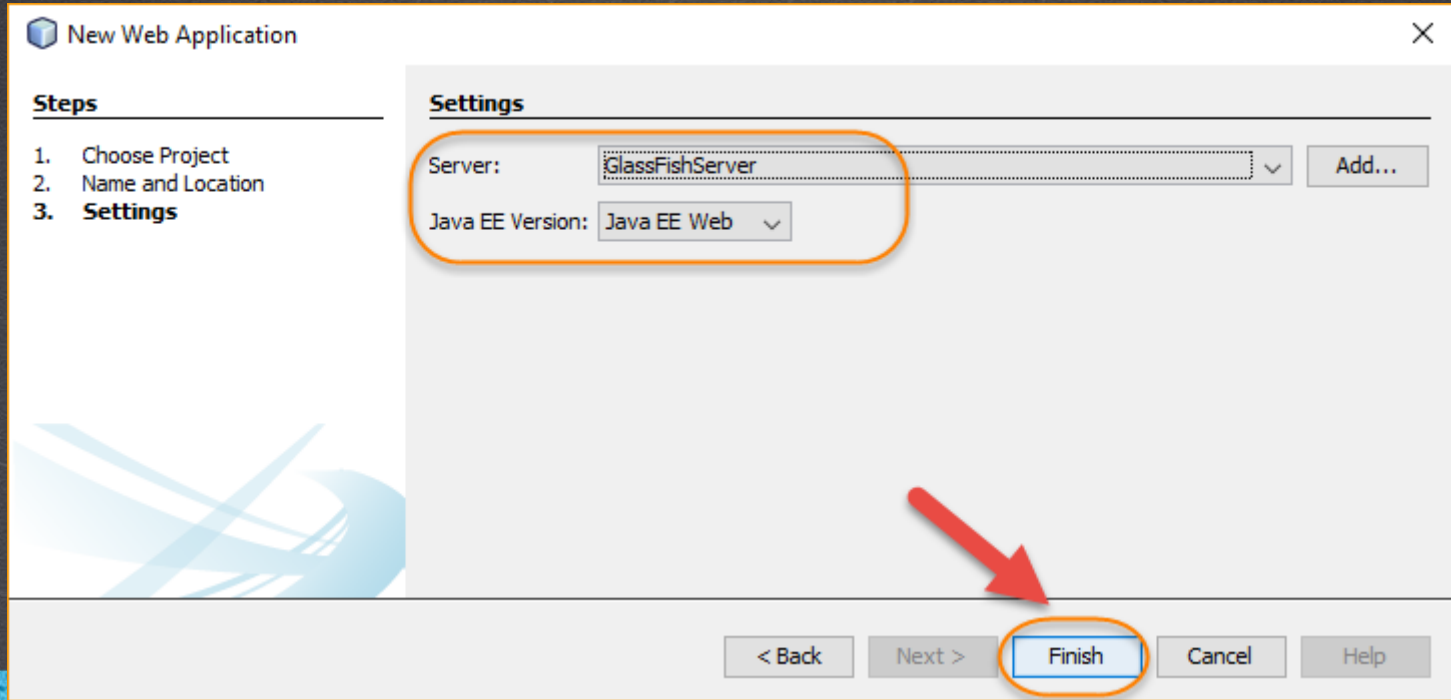 New Web Application
Steps
1. Choose Project
2. Name and Location
3. Settings
Settings
Server: GlassFishServer Add...
Java EE Version: Java EE Web
< Back Next > Finish Cancel Help